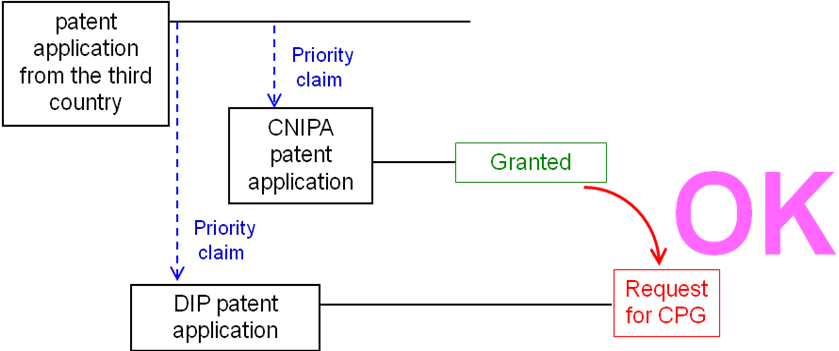 patent
application
from the third
country
Priority
claim
CNIPA
patent
application
Granted
OK
Priority
claim
DIP patent
application
Request
for CPG